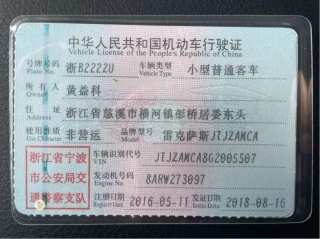 中华人民共和国机动车行驶证
Vehicle License of the People's Republic of China
号牌号码 浙B2222U 车辆类型 小型普通客车
Plate No. Vehicle Type
所有人 黄益科
Owner
住址 浙江省慈溪市横河镇彭桥居委东头
Address
使用性质 非营运 品牌型号 雷克萨斯JTJZAMCA
Use Character Model
浙江省宁波 车辆识别代号 JTJZAMCA8G2005507
VIN
市公安局交 发动机号码 8ARW273097
Engine No.
通警察支队 注册日期 2016-05-11 发证日期 2018-08-16
Register Date Issue Date